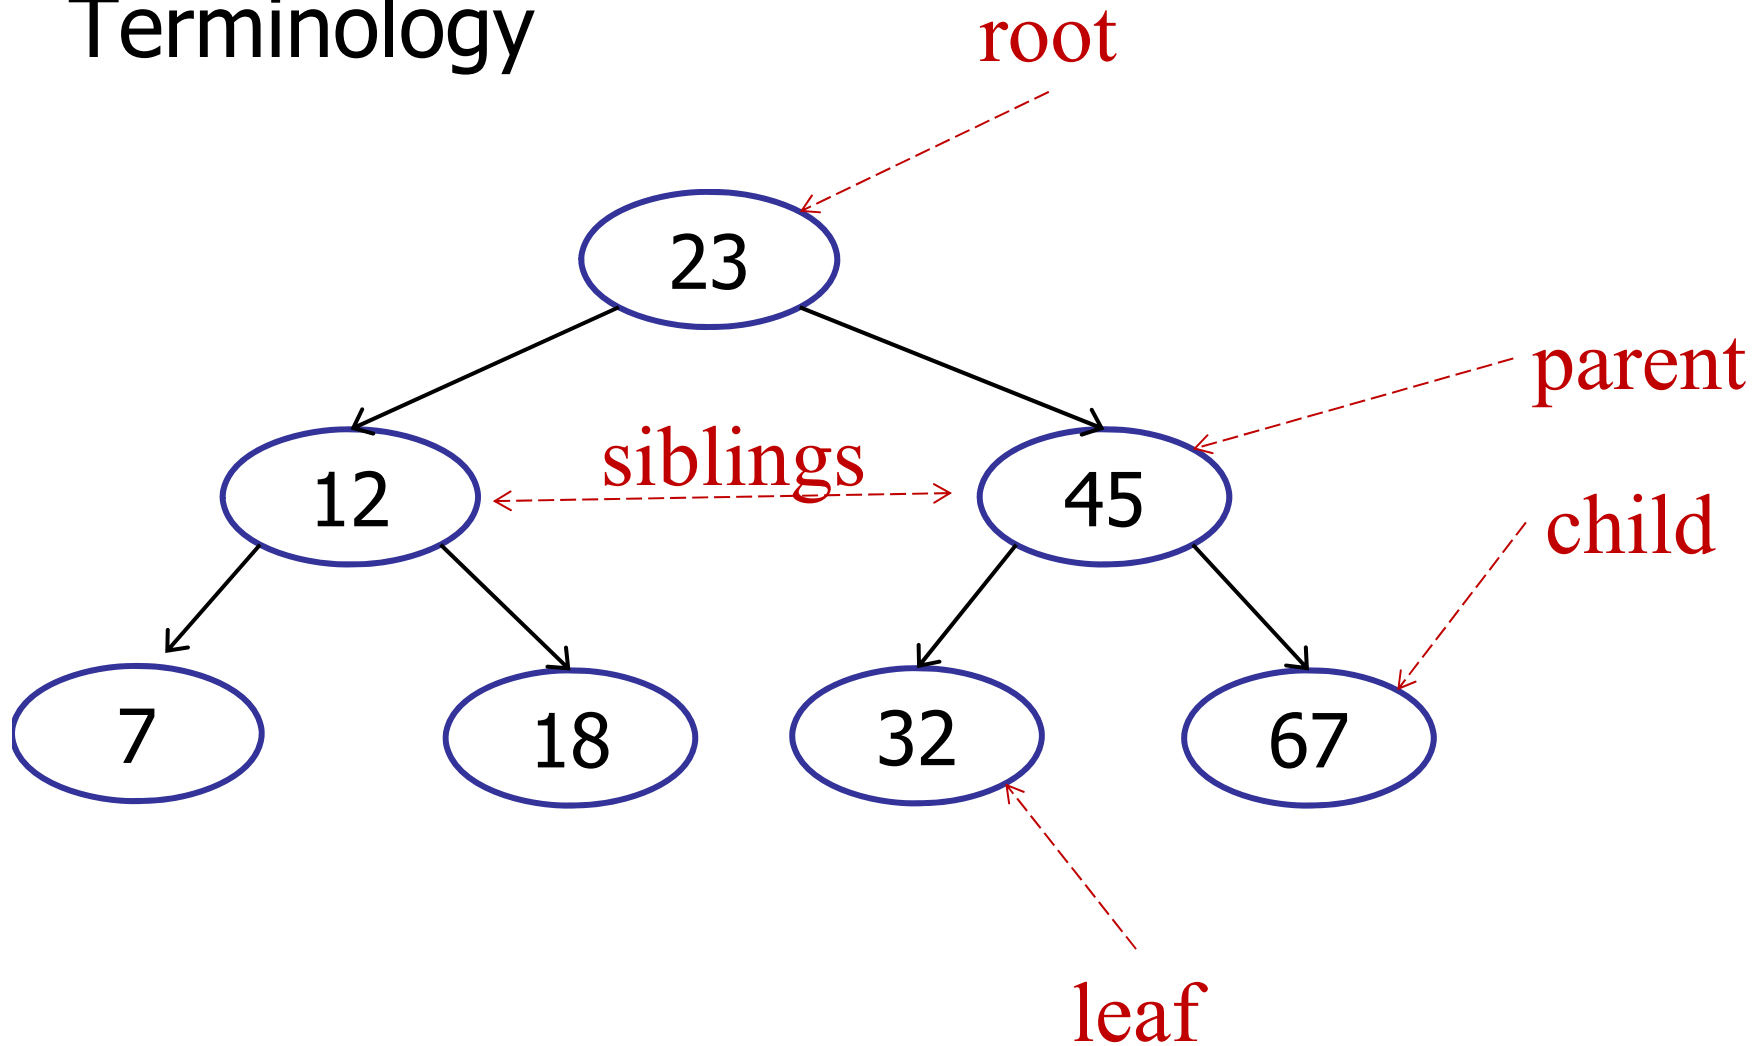 Terminology
root
23
parent
siblings
12
45
child
7
18
32
67
leaf